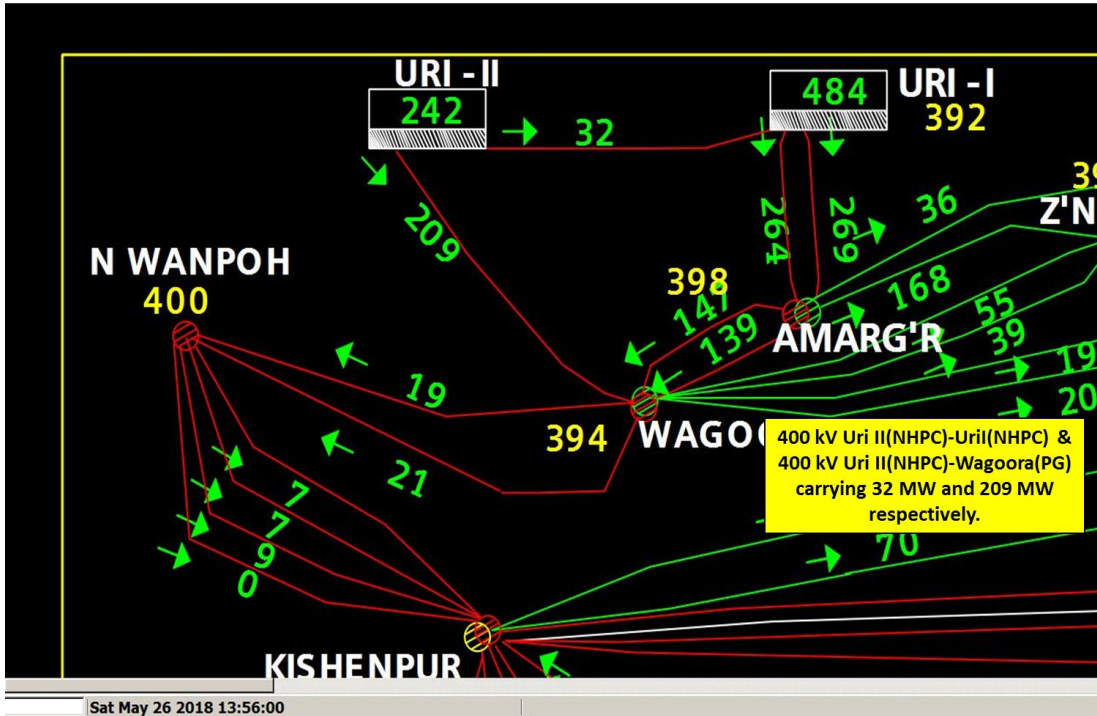 URI - II
242
32
484
URI - I
392
39
Z'N
209
264
269
36
N WANPOH
400
398
147
139
168
55
39
19
20
AMARG'R
19
394
WAGOO
21
400 kV Uri II(NHPC)-UriI(NHPC) &
400 kV Uri II(NHPC)-Wagoora(PG)
carrying 32 MW and 209 MW
respectively.
7
7
9
0
70
KISHENPUR
Sat May 26 2018 13:56:00